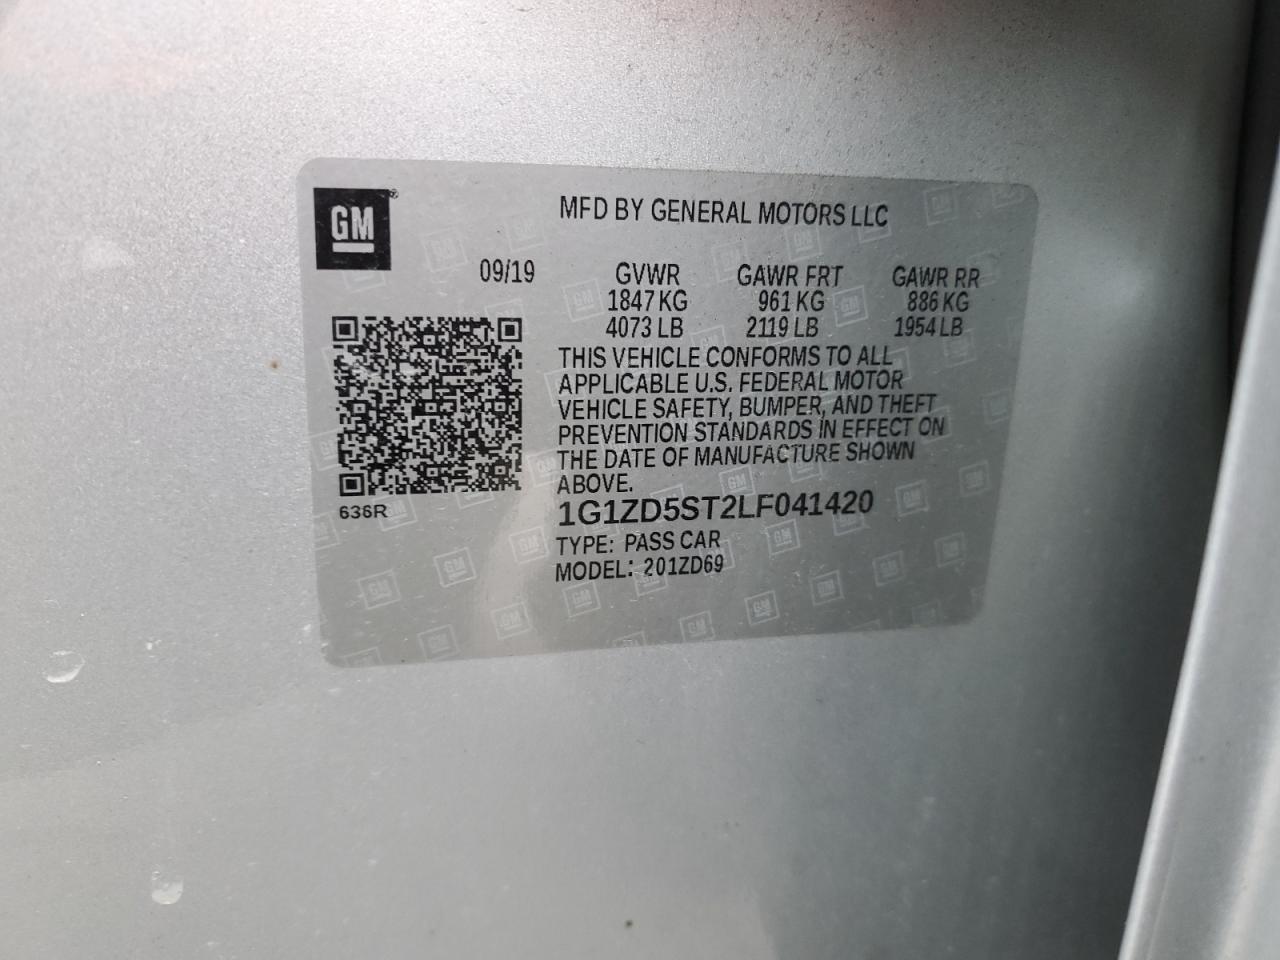 GM®
MFD BY GENERAL MOTORS LLC
09/19 GVWR GAWR FRT GAWR RR
1847 KG 961 KG 886 KG
4073 LB 2119 LB 1954 LB
THIS VEHICLE CONFORMS TO ALL
APPLICABLE U.S. FEDERAL MOTOR
VEHICLE SAFETY, BUMPER, AND THEFT
PREVENTION STANDARDS IN EFFECT ON
THE DATE OF MANUFACTURE SHOWN
ABOVE.
636R
1G1ZD5ST2LF041420
TYPE: PASS CAR
MODEL: 201ZD69